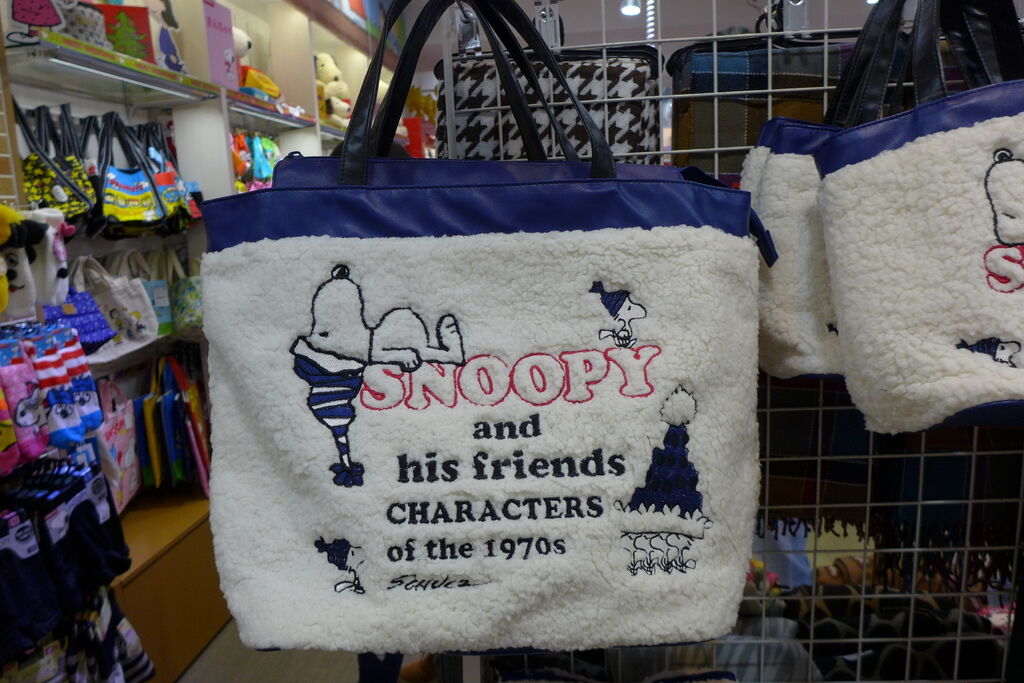 SNOOPY
and
his friends
CHARACTERS
of the 1970s
SCHULZ